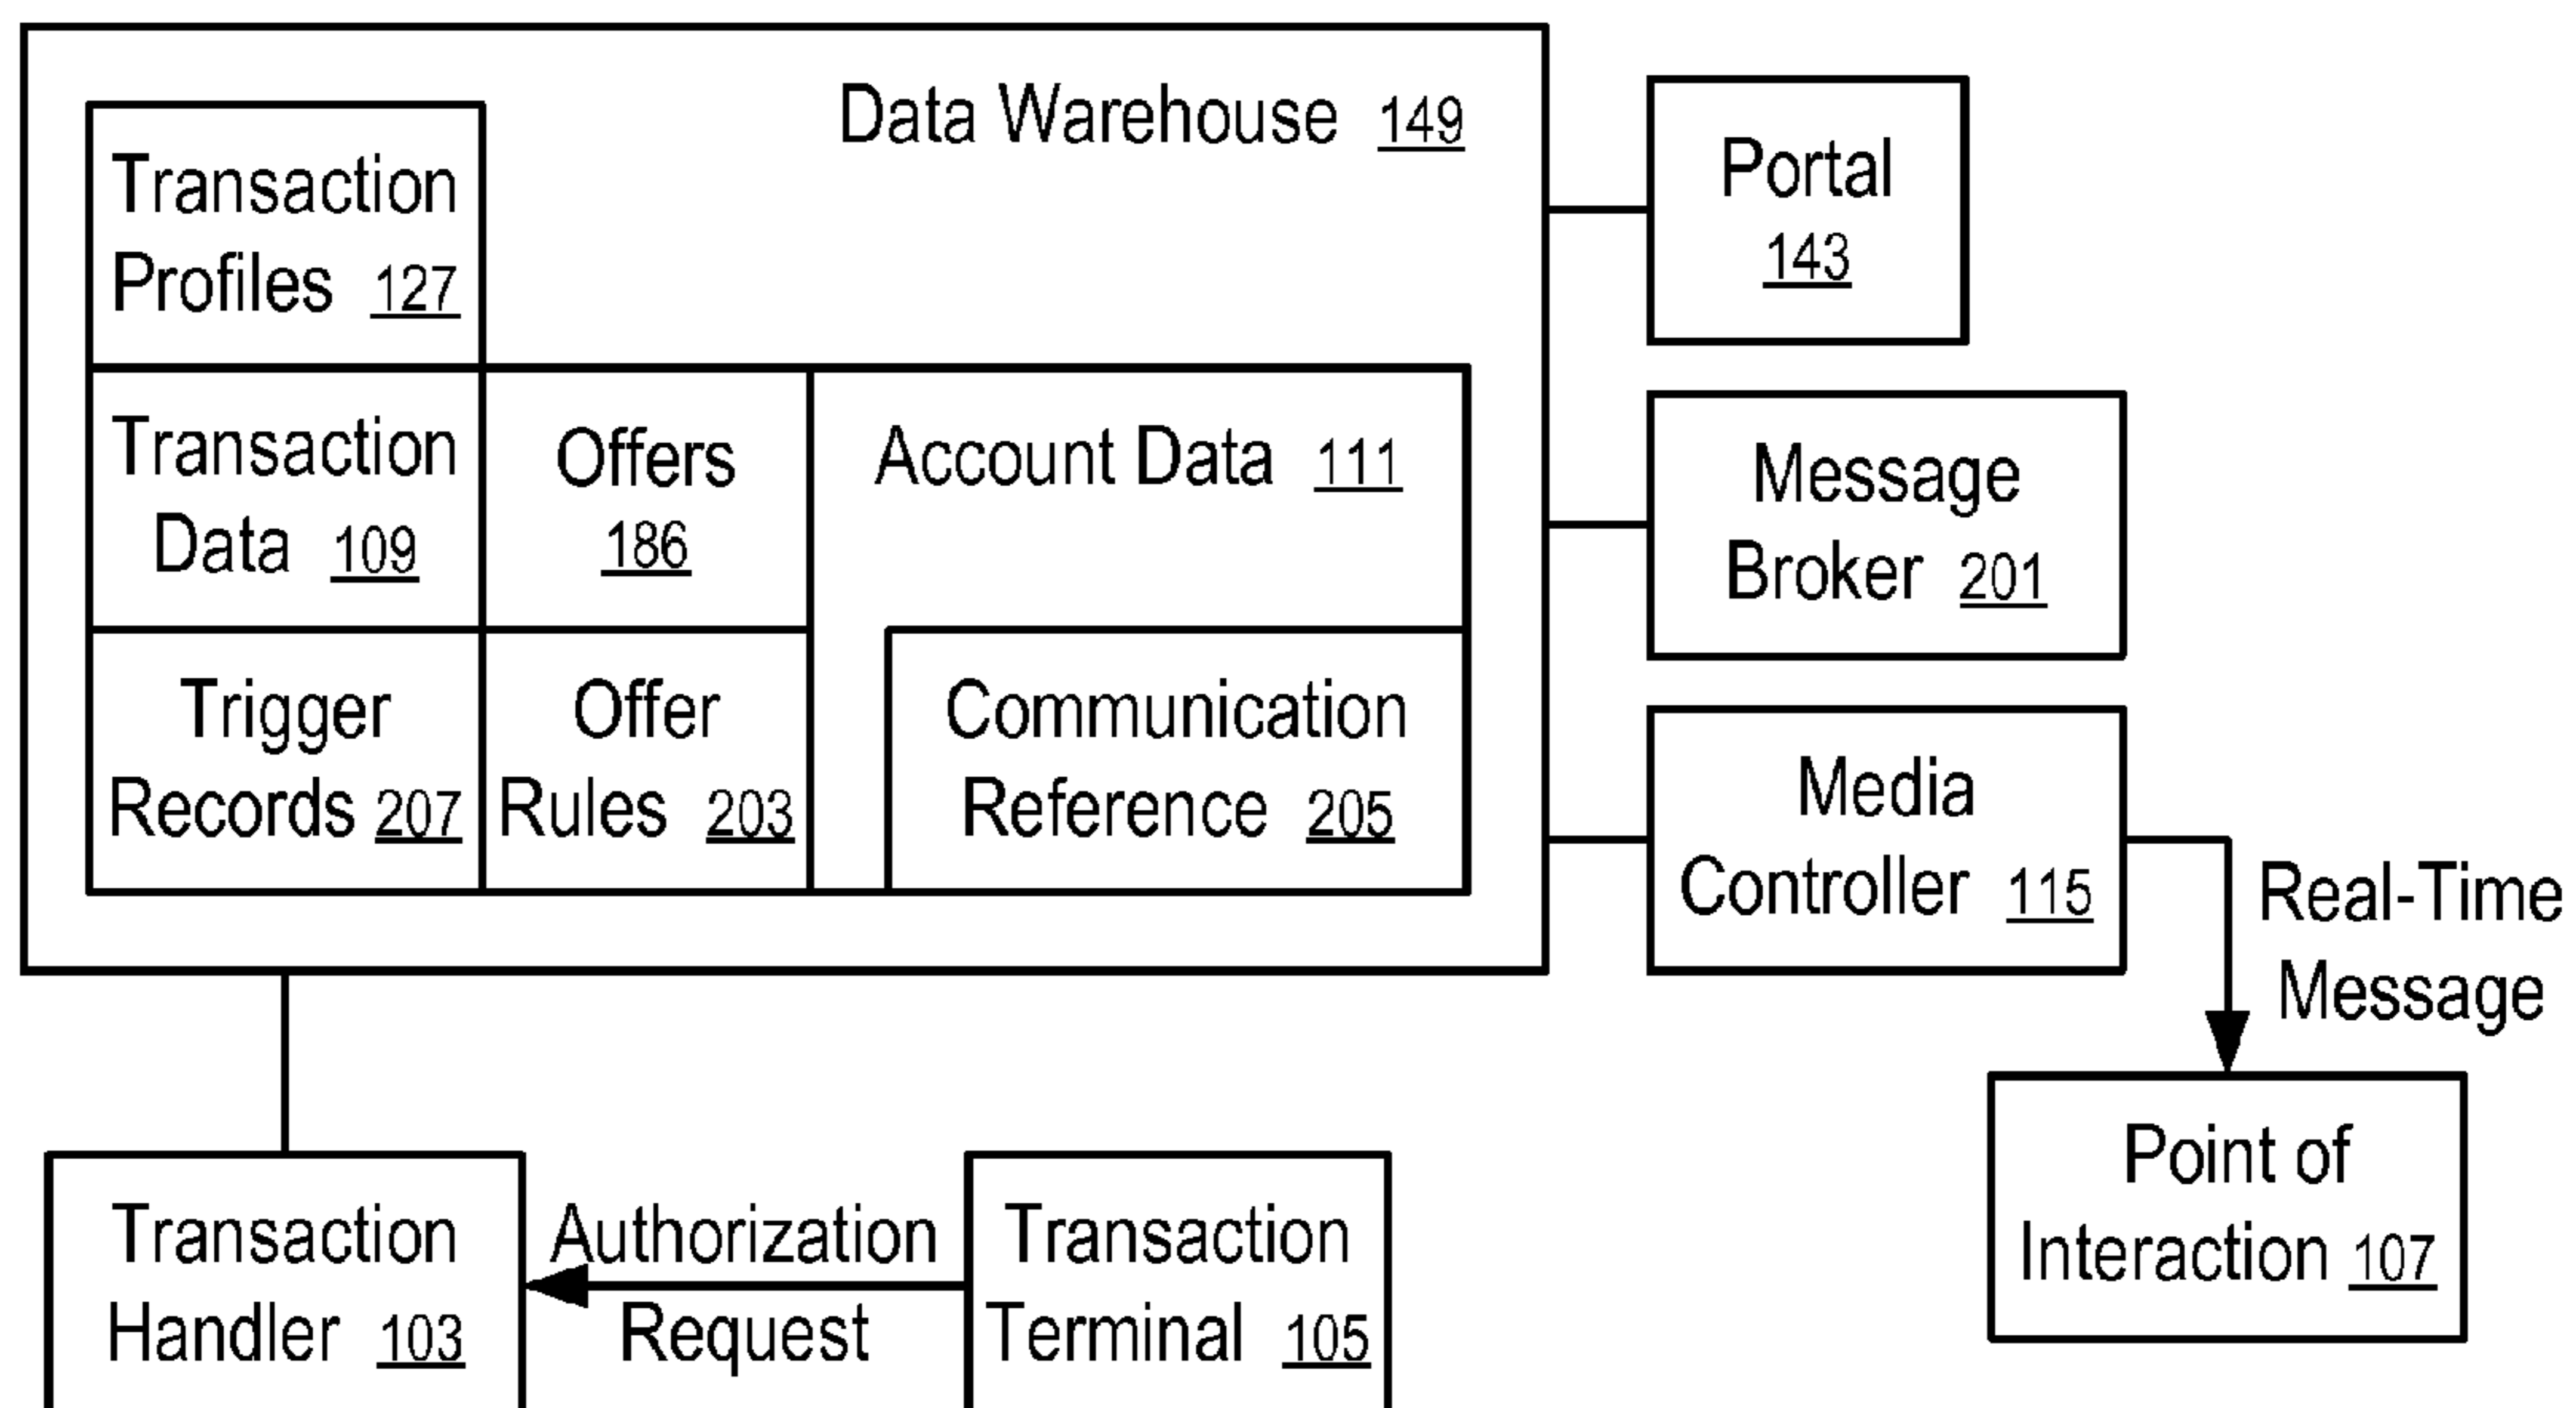 Data Warehouse 149
Transaction
Profiles 127
Transaction
Data 109
Offers
186
Account Data 111
Trigger
Records 207
Offer
Rules 203
Communication
Reference 205
Portal
143
Message
Broker 201
Media
Controller 115
Real-Time
Message
Point of
Interaction 107
Transaction
Handler 103
Authorization
Request
Transaction
Terminal 105